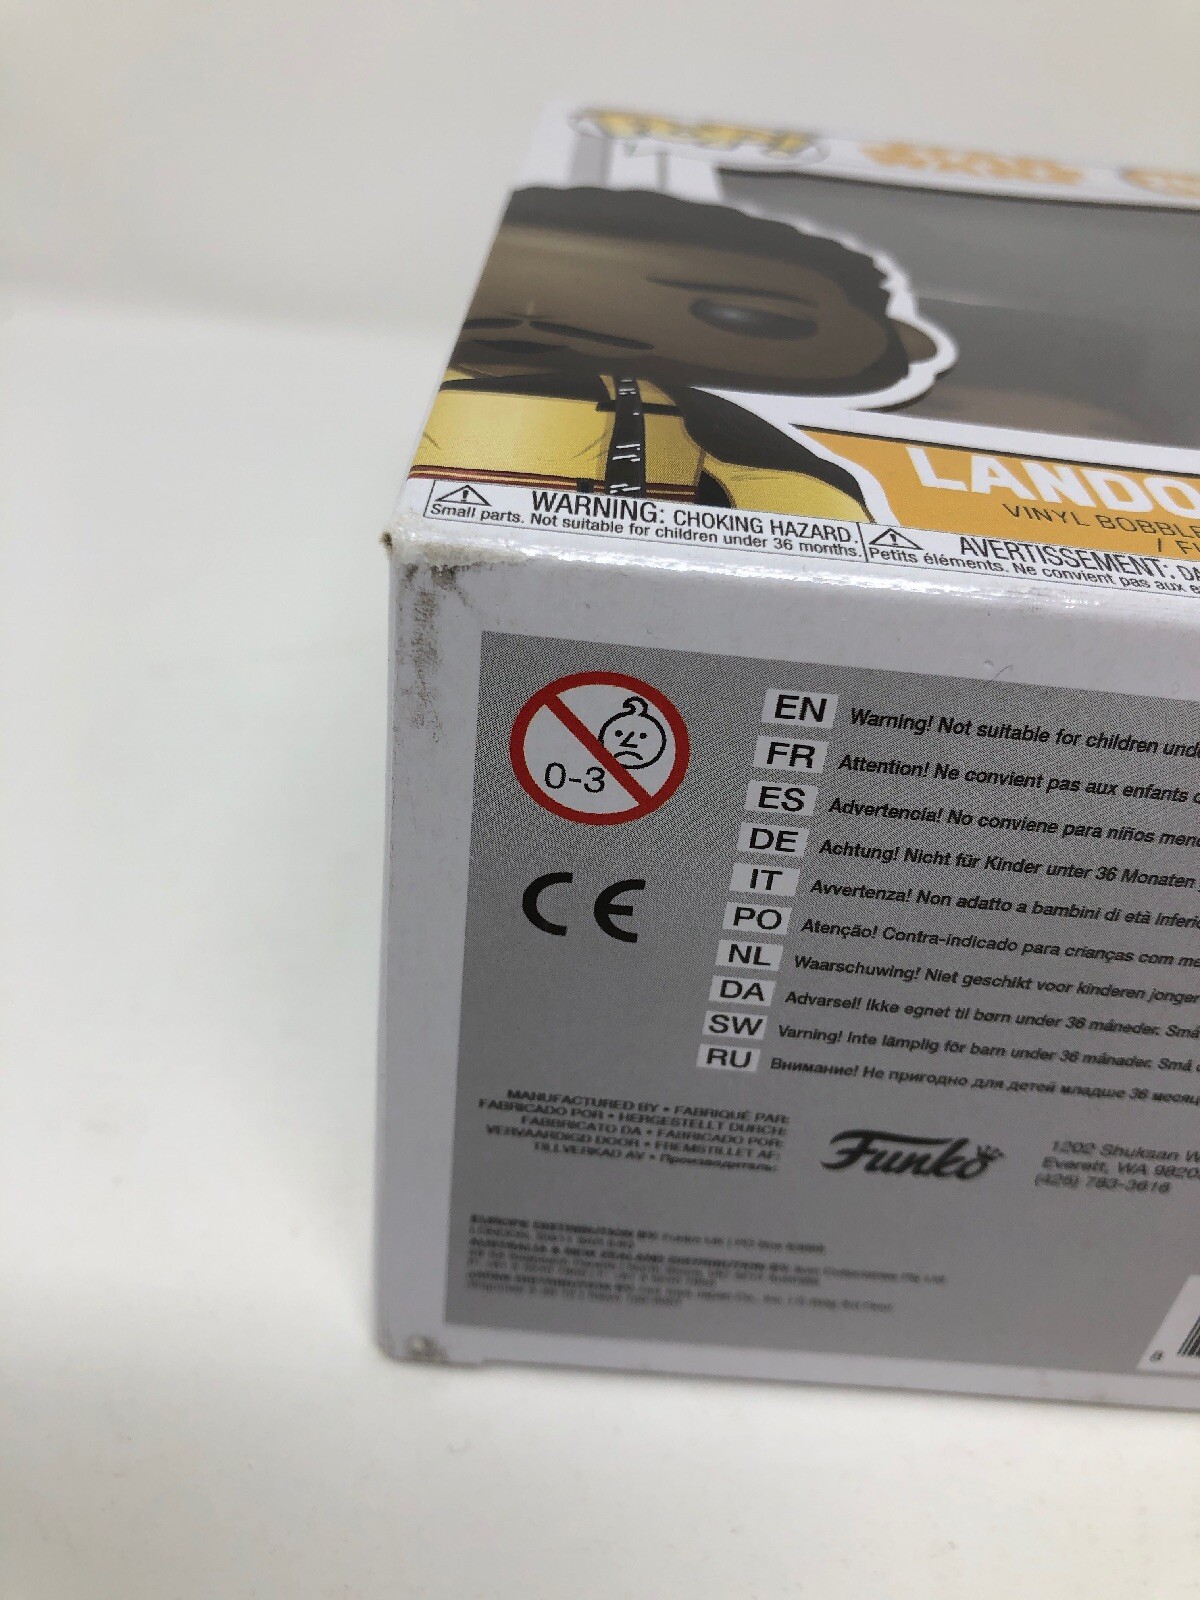 POP!
STAR
WARS
LANDO
VINYL BOBBLE
WARNING: CHOKING HAZARD.
Small parts. Not suitable for children under 36 months.
AVERTISSEMENT:
Petits éléments. Ne convient pas aux
0-3
CE
EN Warning! Not suitable for children
FR Attention! Ne convient pas aux enfants
ES Advertencia! No conviene para niños
DE Achtung! Nicht für Kinder unter 36 Monaten
IT Avvertenza! Non adatto a bambini di età
PO Atenção! Contra-indicado para crianças com
NL Waarschuwing! Niet geschikt voor kinderen jonger
DA Advarsel! Ikke egnet til børn under 36 måneder. Små
SW Varning! Inte lämplig för barn under 36 månader. Små
RU Внимание! Не пригодно для детей младше 36
MANUFACTURED BY • FABRIQUÉ PAR:
FABRICADO POR • HERGESTELLT DURCH:
FABBRICATO DA • FABRICADO POR:
VERVAARDIGD DOOR • FREMSTILLET AF:
TILLVERKAD AV • Производитель:
Funko
1202 Shuksan
Everett, WA
(425) 783-3616